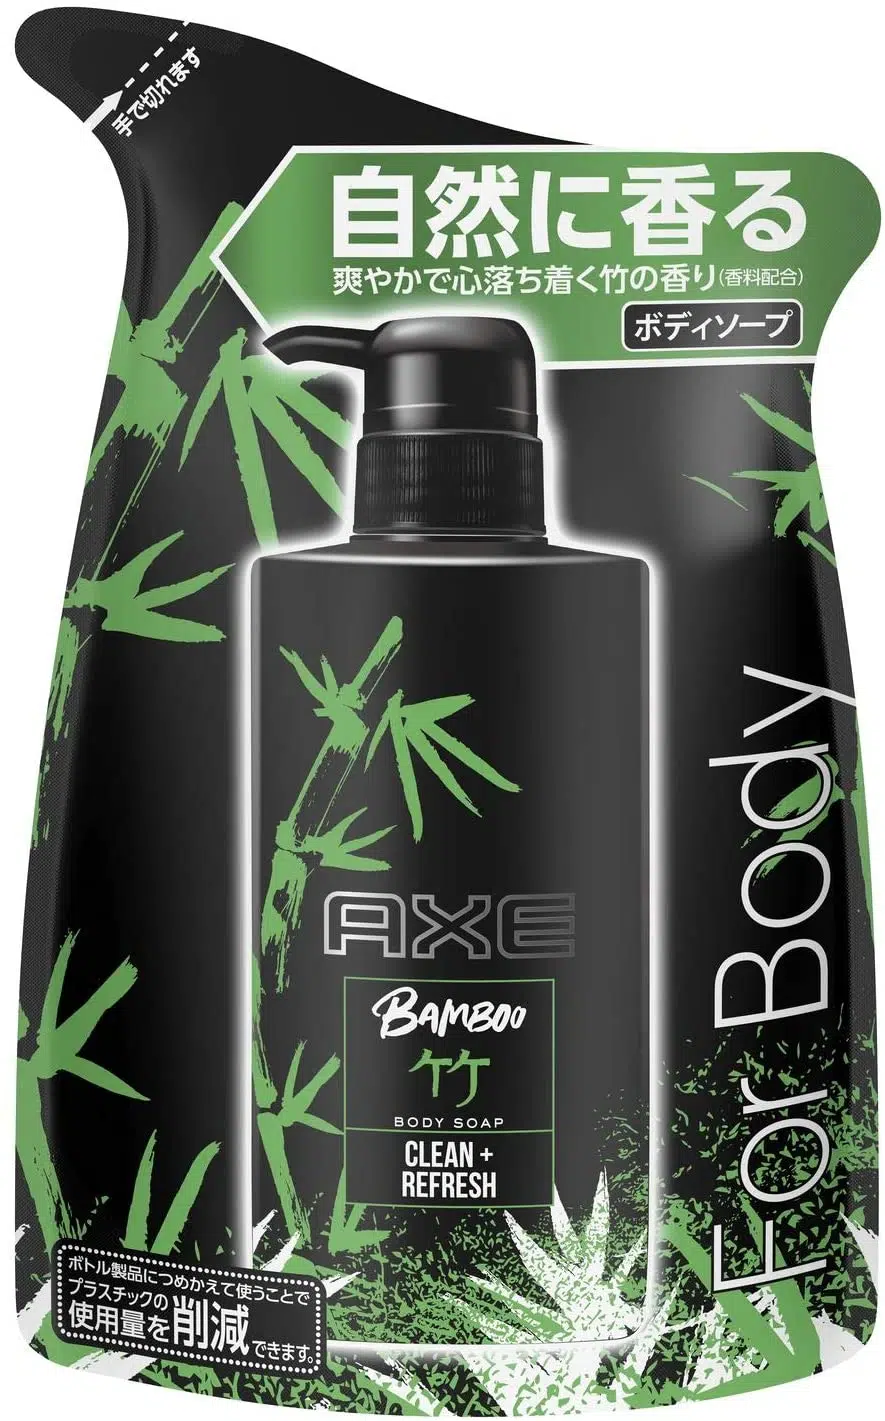 手で切れます
自然に香る
爽やかで心落ち着く竹の香り(香料配合)
ボディソープ
AXE
BAMBOO
竹
BODY SOAP
CLEAN +
REFRESH
For Body
ボトル製品につめかえて使うことで
プラスチックの
使用量を削減できます。